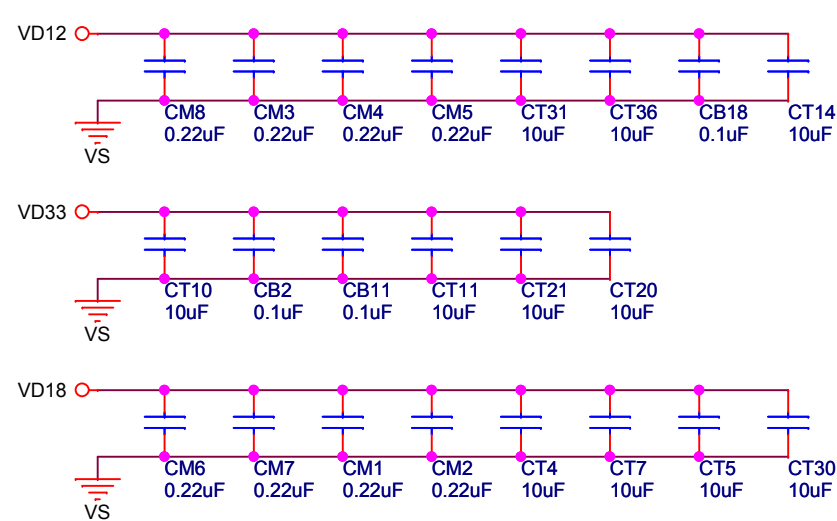 VD12
CM8 CM3 CM4 CM5 CT31 CT36 CB18 CT14
0.22uF 0.22uF 0.22uF 0.22uF 10uF 10uF 0.1uF 10uF
VS
VD33
CT10 CB2 CB11 CT11 CT21 CT20
10uF 0.1uF 0.1uF 10uF 10uF 10uF
VS
VD18
CM6 CM7 CM1 CM2 CT4 CT7 CT5 CT30
0.22uF 0.22uF 0.22uF 0.22uF 10uF 10uF 10uF 10uF
VS